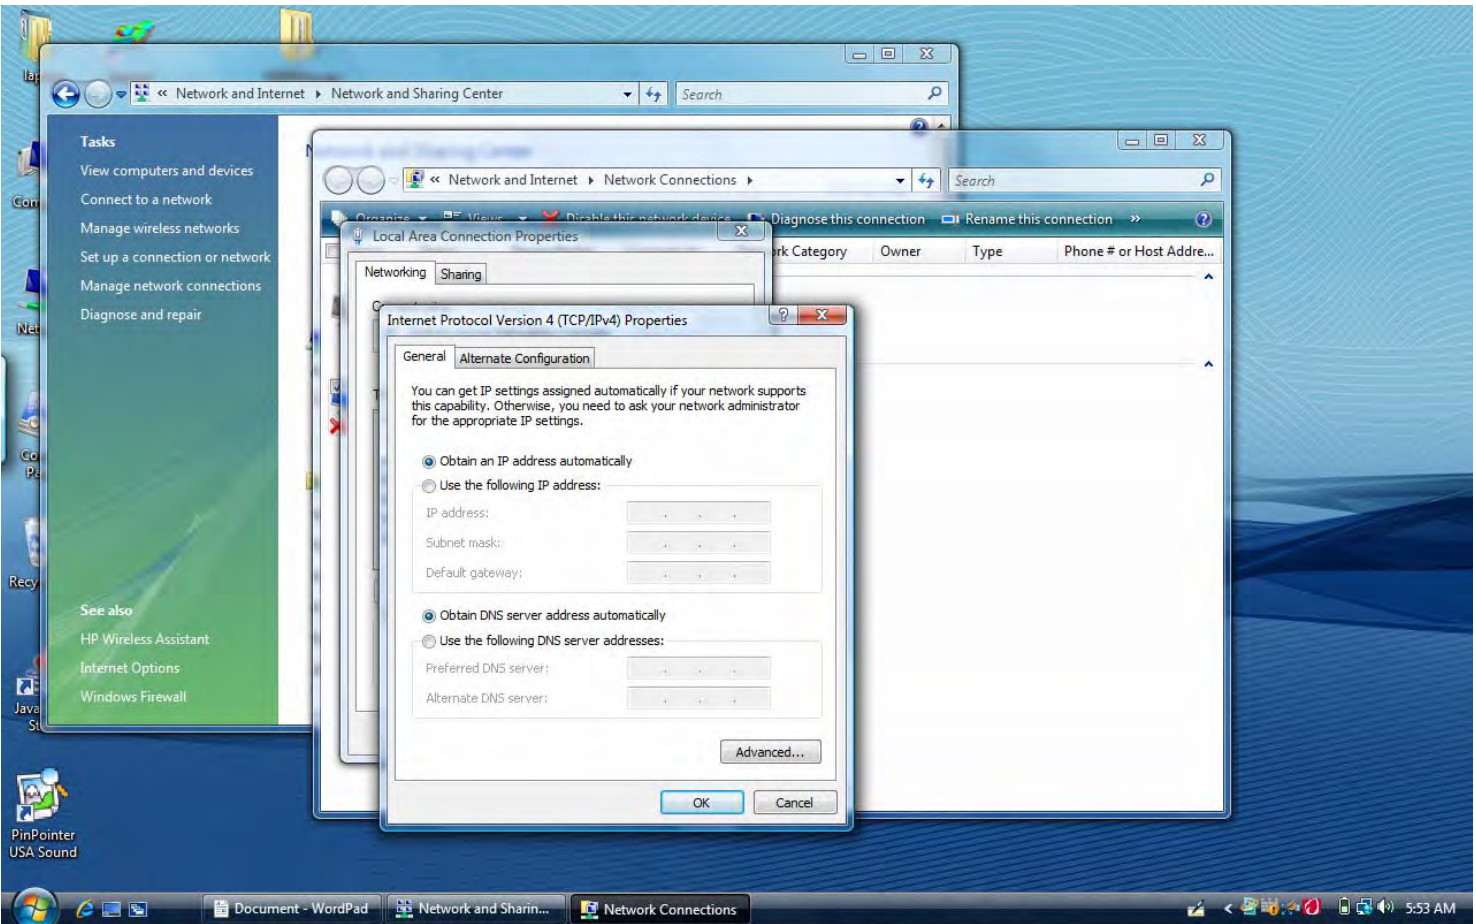 Network and Internet
Network and Sharing Center
Search
Tasks
View computers and devices
Connect to a network
Manage wireless networks
Set up a connection or network
Manage network connections
Diagnose and repair
See also
HP Wireless Assistant
Internet Options
Windows Firewall
Network and Internet
Network Connections
Search
Organize
Views
Disable this network device
Diagnose this connection
Rename this connection
Category
Owner
Type
Phone # or Host Addre...
Local Area Connection Properties
Networking
Sharing
Internet Protocol Version 4 (TCP/IPv4) Properties
General
Alternate Configuration
You can get IP settings assigned automatically if your network supports
this capability. Otherwise, you need to ask your network administrator
for the appropriate IP settings.
Obtain an IP address automatically
Use the following IP address:
IP address:
Subnet mask:
Default gateway:
Obtain DNS server address automatically
Use the following DNS server addresses:
Preferred DNS server:
Alternate DNS server:
Advanced...
OK
Cancel
PinPointer
USA Sound
Document - WordPad
Network and Sharin...
Network Connections
5:53 AM